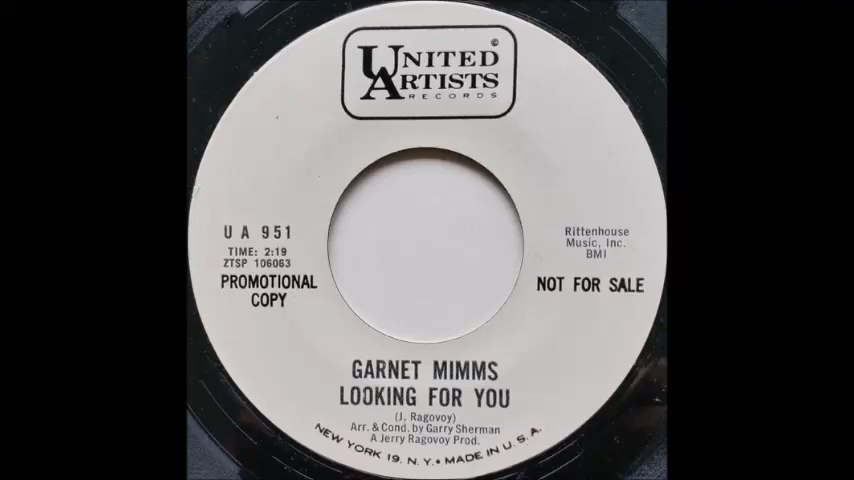 ©
UNITED
ARTISTS
RECORDS
U A 951
TIME: 2:19
ZTSP 106063
PROMOTIONAL
COPY
Rittenhouse
Music, Inc.
BMI
NOT FOR SALE
GARNET MIMMS
LOOKING FOR YOU
(J. Ragovoy)
Arr. & Cond. by Garry Sherman
A Jerry Ragovoy Prod.
NEW YORK 19, N. Y. • MADE IN U. S. A.